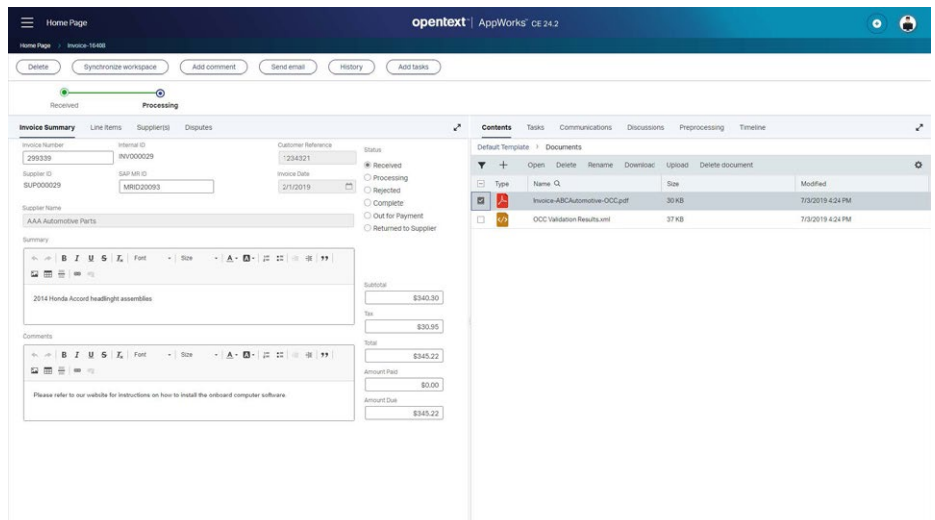 Home Page
opentext™ | AppWorks™ CE 24.2
Home Page / Invoice-16408
Delete
Synchronize workspace
Add comment
Send email
History
Add tasks
Received
Processing
Invoice Summary
Line Items
Supplier(s)
Disputes
Invoice Number
Internal ID
Customer Reference
Status
299339
INV000029
1234321
Received
Supplier ID
SAP MR ID
Invoice Date
Processing
SUP000029
MRID20093
2/1/2019
Rejected
Complete
Supplier Name
Out for Payment
AAA Automotive Parts
Returned to Supplier
Summary
B I U S Ix Font Size A A
2014 Honda Accord headlinght assemblies
Subtotal
$340.30
Tax
$30.95
Total
$345.22
Amount Paid
$0.00
Amount Due
$345.22
Comments
B I U S Ix Font Size A A
Please refer to our website for instructions on how to install the onboard computer software
Contents
Tasks
Communications
Discussions
Preprocessing
Timeline
Default Template > Documents
Open
Delete
Rename
Downloac
Upload
Delete document
Type
Name
Size
Modified
Invoice-ABCAutomotive-OCC.pdf
30 KB
7/3/2019 4:24 PM
OCC Validation Results.xml
37 KB
7/3/2019 4:24 PM